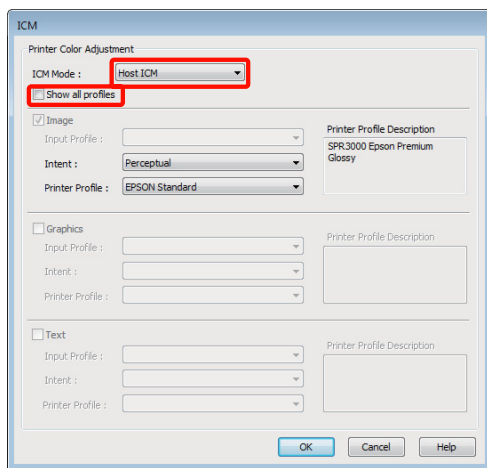 ICM
Printer Color Adjustment
ICM Mode : Host ICM
Show all profiles
Image
Input Profile :
Intent : Perceptual
Printer Profile : EPSON Standard
Printer Profile Description
SPR3000 Epson Premium
Glossy
Graphics
Input Profile :
Intent :
Printer Profile :
Printer Profile Description
Text
Input Profile :
Intent :
Printer Profile :
Printer Profile Description
OK Cancel Help